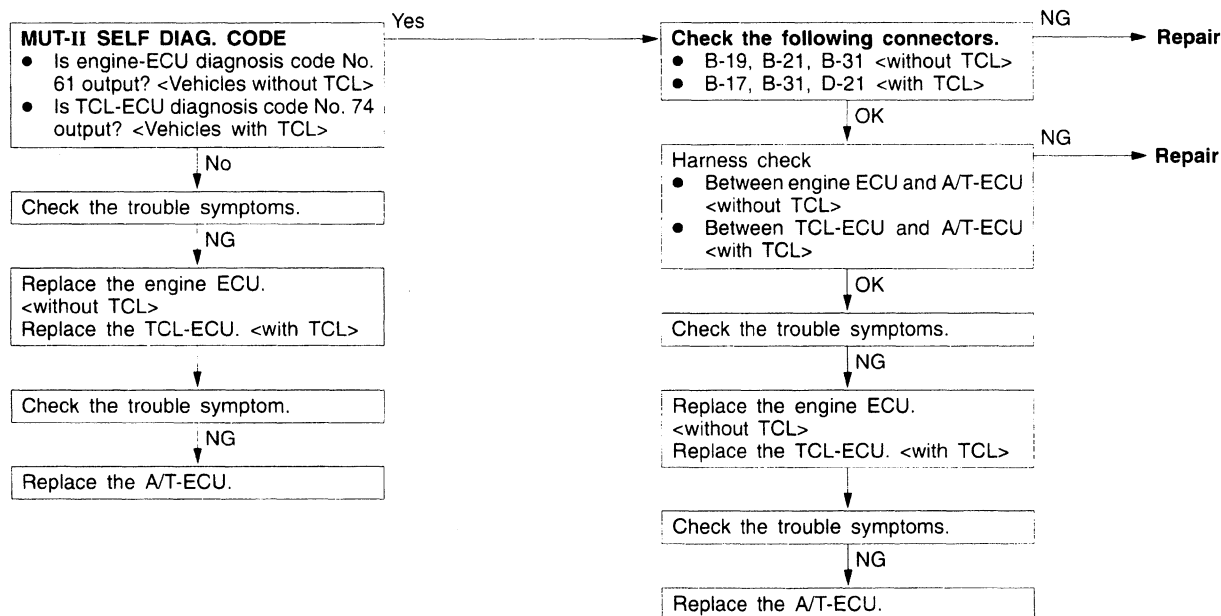 MUT-II SELF DIAG. CODE
● Is engine-ECU diagnosis code No.
61 output? <Vehicles without TCL>
● Is TCL-ECU diagnosis code No. 74
output? <Vehicles with TCL>
No
Check the trouble symptoms.
NG
Replace the engine ECU.
<without TCL>
Replace the TCL-ECU. <with TCL>
Check the trouble symptom.
NG
Replace the A/T-ECU.
Yes
Check the following connectors.
● B-19, B-21, B-31 <without TCL>
● B-17, B-31, D-21 <with TCL>
NG
Repair
OK
Harness check
● Between engine ECU and A/T-ECU
<without TCL>
● Between TCL-ECU and A/T-ECU
<with TCL>
NG
Repair
OK
Check the trouble symptoms.
NG
Replace the engine ECU.
<without TCL>
Replace the TCL-ECU. <with TCL>
Check the trouble symptoms.
NG
Replace the A/T-ECU.